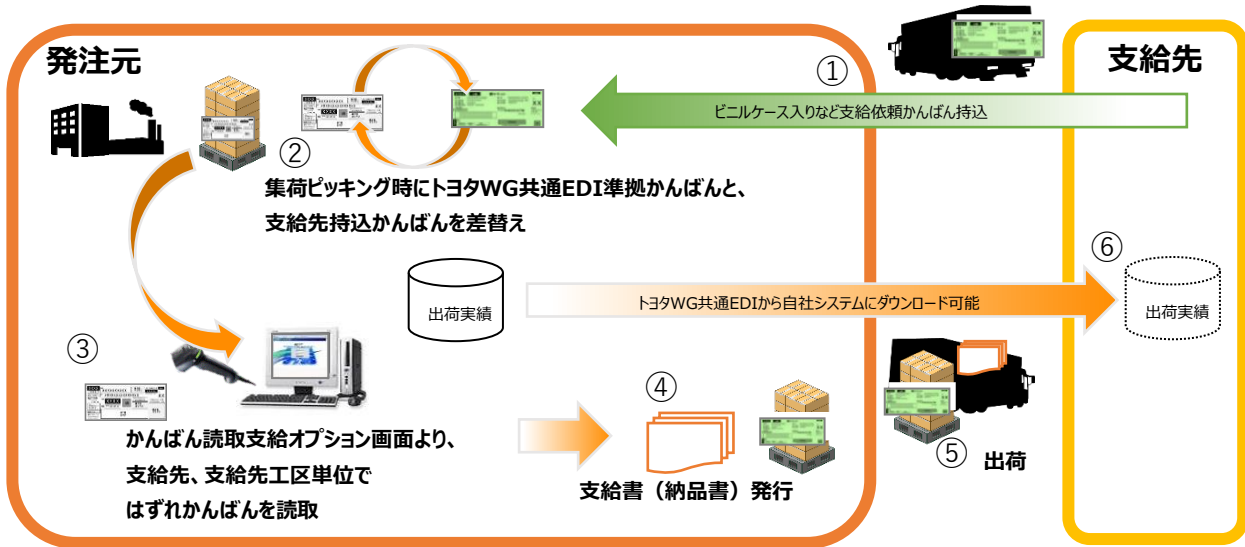 発注元
支給先
①
ビニルケース入りなど支給依頼かんばん持込
②
集荷ピッキング時にトヨタWG共通EDI準拠かんばんと、
支給先持込かんばんを差替え
出荷実績
トヨタWG共通EDIから自社システムにダウンロード可能
⑥
出荷実績
③
かんばん読取支給オプション画面より、
支給先、支給先工区単位で
はずれかんばんを読取
④
支給書（納品書）発行
⑤ 出荷